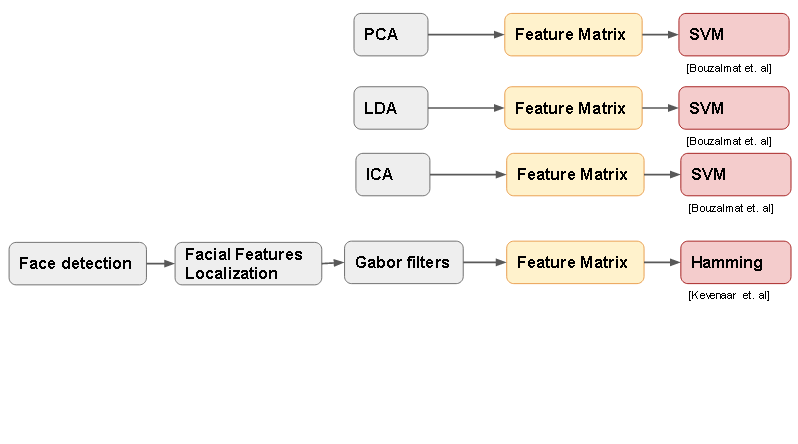 PCA
Feature Matrix
SVM
[Bouzalmat et. al]
LDA
Feature Matrix
SVM
[Bouzalmat et. al]
ICA
Feature Matrix
SVM
[Bouzalmat et. al]
Face detection
Facial Features
Localization
Gabor filters
Feature Matrix
Hamming
[Kevenaar et. al]